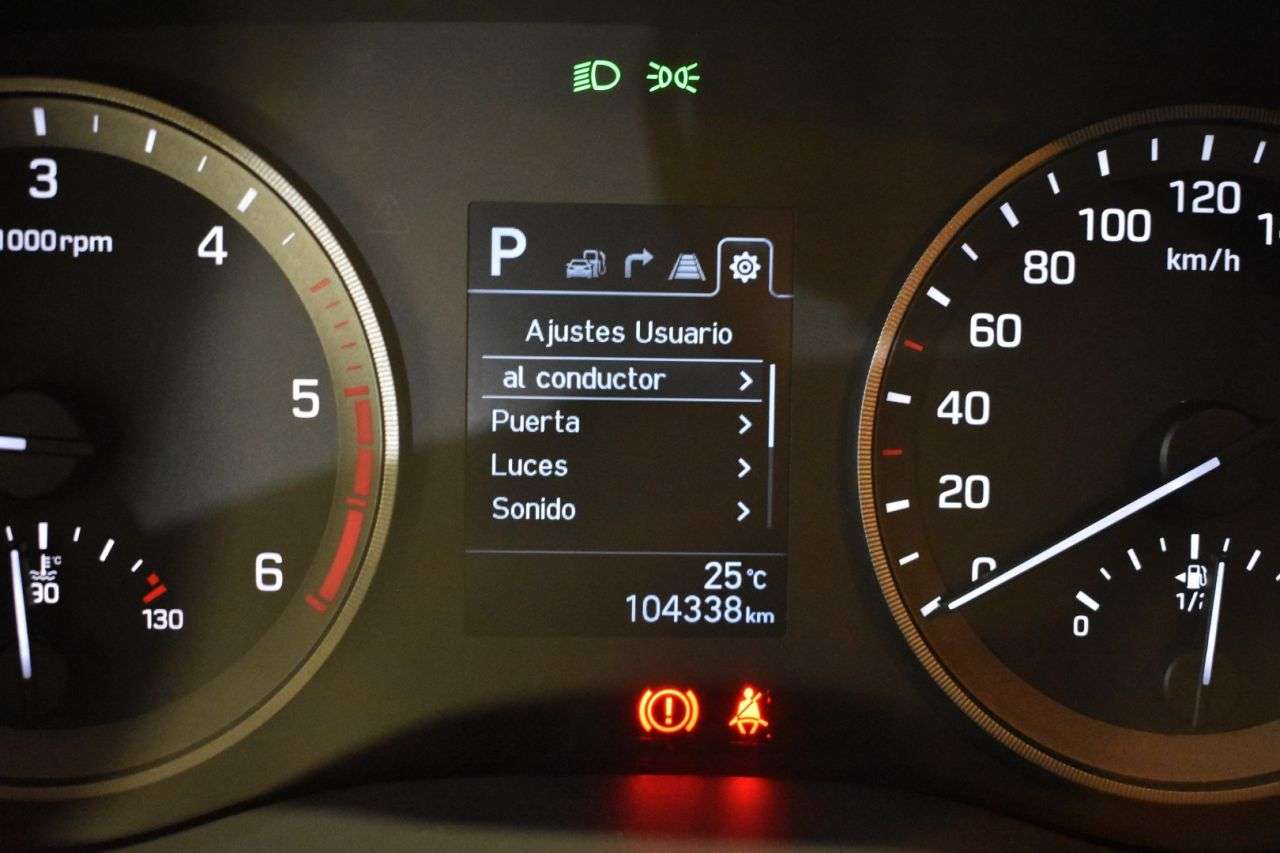 3
4
5
6
1000rpm
°C
90
130
P
Ajustes Usuario
al conductor
Puerta
Luces
Sonido
25°C
104338km
0
20
40
60
80
100
120
km/h
0